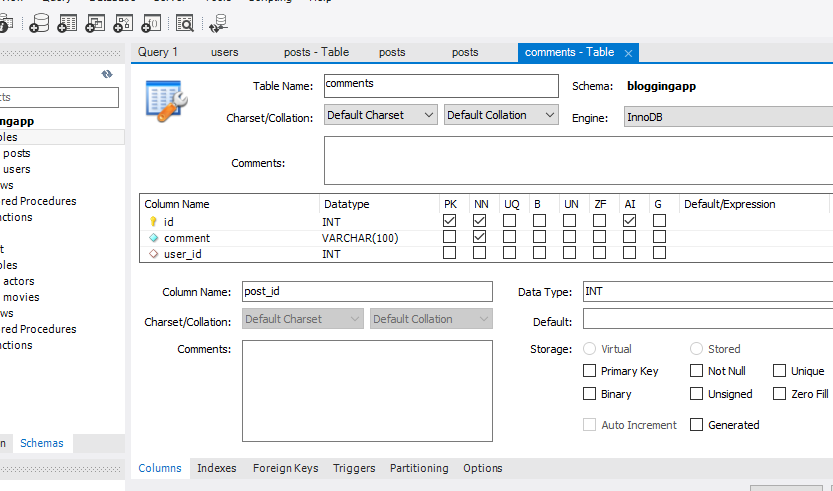 Query 1 users posts - Table posts posts comments - Table
Table Name: comments Schema: bloggingapp
Charset/Collation: Default Charset Default Collation Engine: InnoDB
Comments:
ngapp
posts
users
red Procedures
nctions
actors
movies
red Procedures
nctions
Schemas
Column Name Datatype PK NN UQ B UN ZF AI G Default/Expression
id INT
comment VARCHAR(100)
user_id INT
Column Name: post_id Data Type: INT
Charset/Collation: Default Charset Default Collation Default:
Comments: Storage: Virtual Stored
Primary Key Not Null Unique
Binary Unsigned Zero Fill
Auto Increment Generated
Columns Indexes Foreign Keys Triggers Partitioning Options